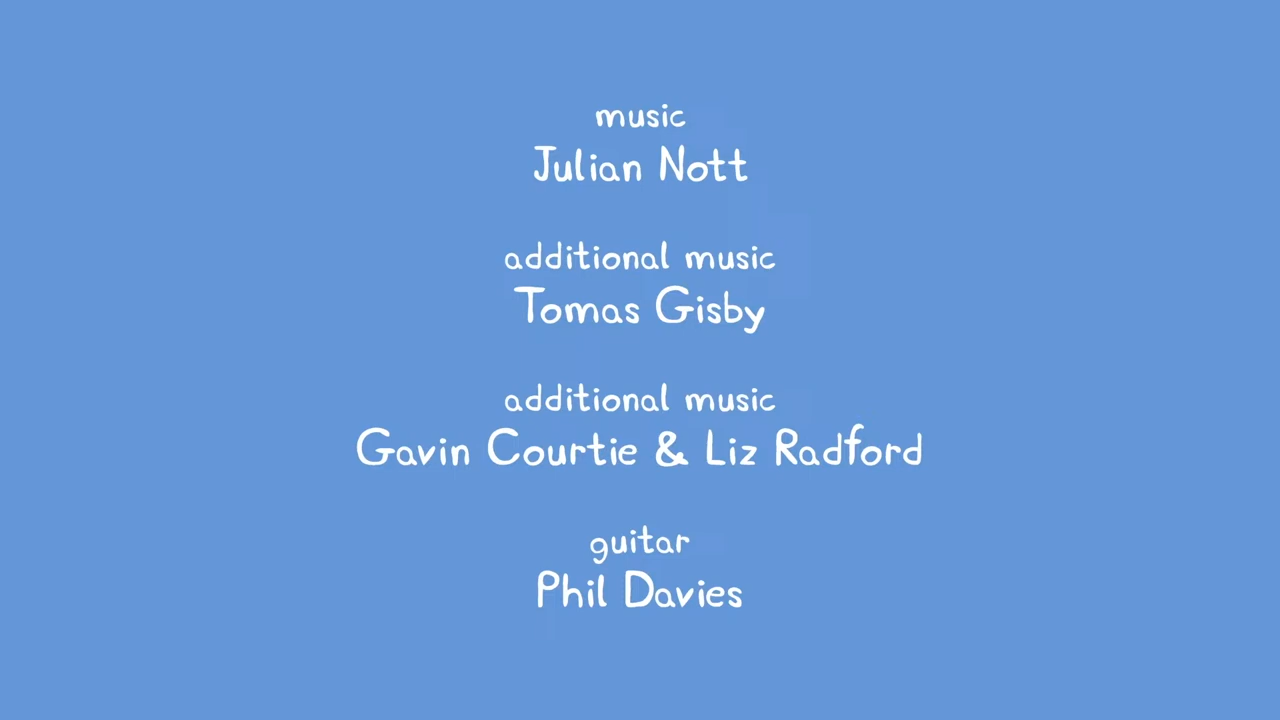 music
Julian Nott
additional music
Tomas Gisby
additional music
Gavin Courtie & Liz Radford
guitar
Phil Davies